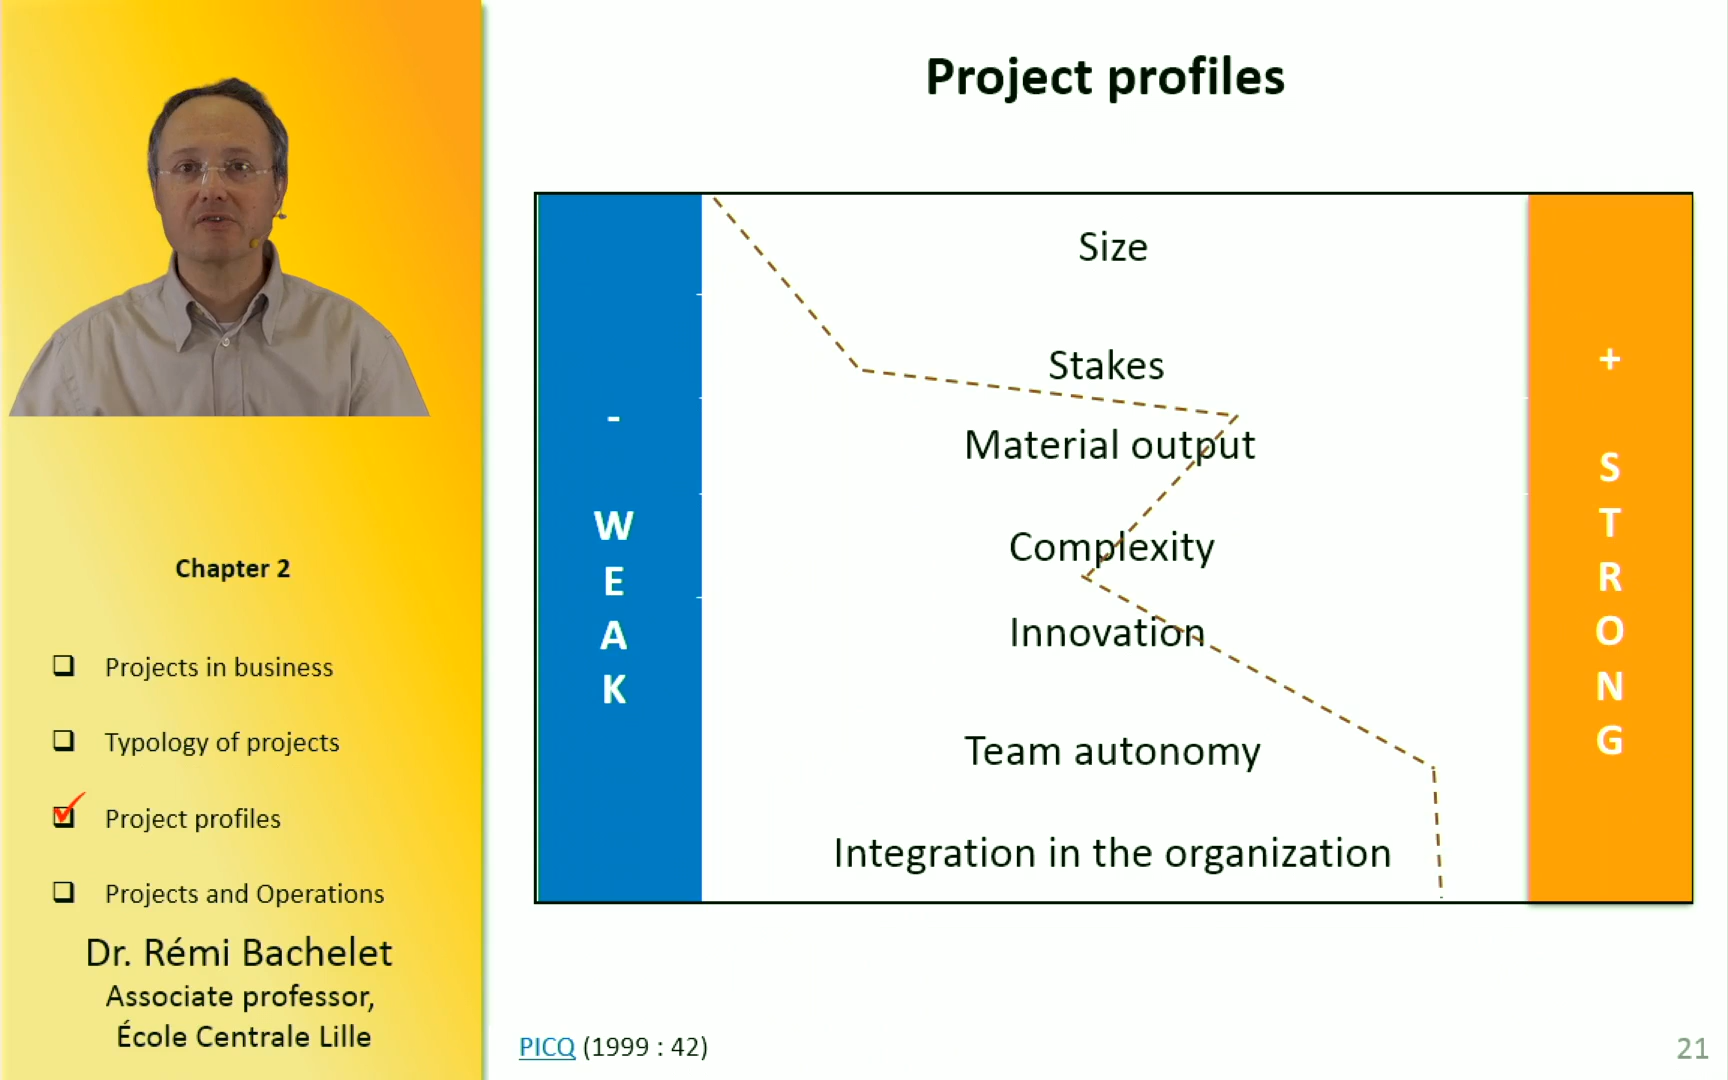 Project profiles
Size
Stakes
Material output
Complexity
Innovation
Team autonomy
Integration in the organization
-
W
E
A
K
+
S
T
R
O
N
G
Chapter 2
Projects in business
Typology of projects
Project profiles
Projects and Operations
Dr. Rémi Bachelet
Associate professor,
École Centrale Lille
PICQ (1999 : 42)
21